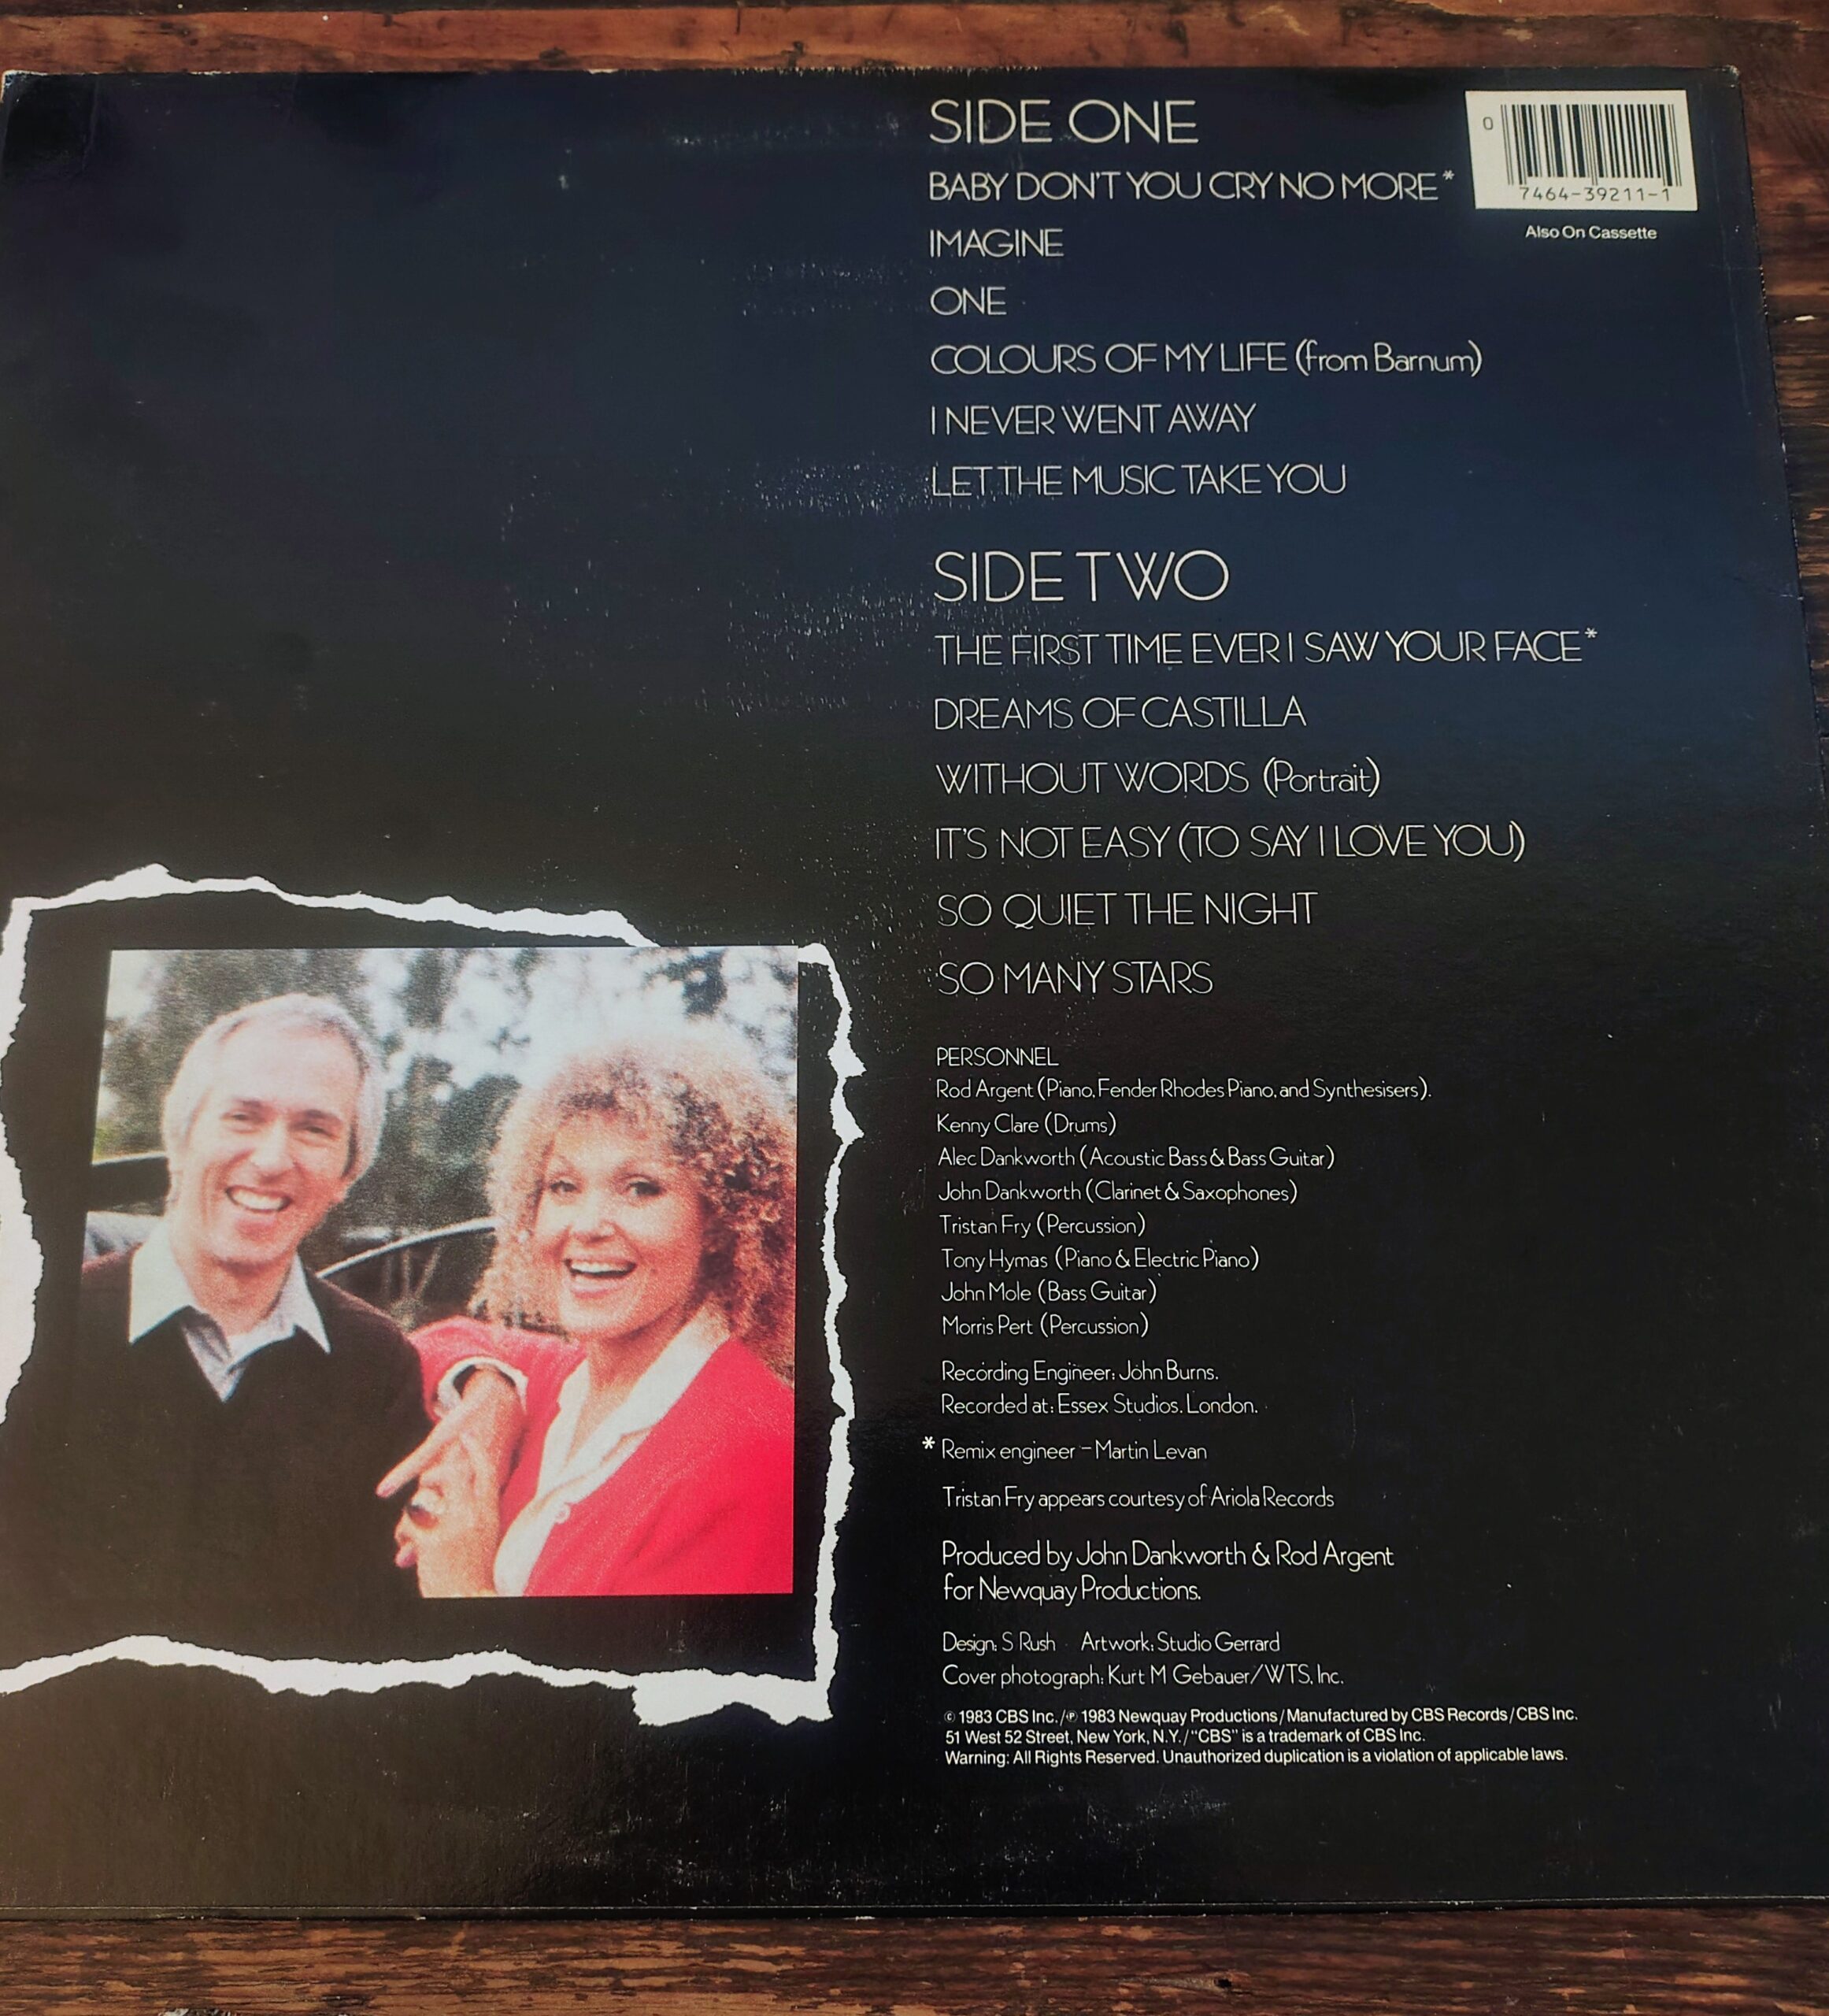 SIDE ONE
BABY DON'T YOU CRY NO MORE*
IMAGINE
ONE
COLOURS OF MY LIFE (from Barnum)
I NEVER WENT AWAY
LET THE MUSIC TAKE YOU
0
7464-39211-1
Also On Cassette
SIDE TWO
THE FIRST TIME EVER I SAW YOUR FACE*
DREAMS OF CASTILLA
WITHOUT WORDS (Portrait)
IT'S NOT EASY (TO SAY I LOVE YOU)
SO QUIET THE NIGHT
SO MANY STARS
PERSONNEL
Rod Argent (Piano, Fender Rhodes Piano, and Synthesisers).
Kenny Clare (Drums)
Alec Dankworth (Acoustic Bass & Bass Guitar)
John Dankworth (Clarinet & Saxophones)
Tristan Fry (Percussion)
Tony Hymas (Piano & Electric Piano)
John Mole (Bass Guitar)
Morris Pert (Percussion)
Recording Engineer: John Burns.
Recorded at: Essex Studios. London.
* Remix engineer – Martin Levan
Tristan Fry appears courtesy of Ariola Records
Produced by John Dankworth & Rod Argent
for Newquay Productions.
Design: S Rush Artwork: Studio Gerrard
Cover photograph: Kurt M Gebauer/WTS, Inc.
© 1983 CBS Inc./℗ 1983 Newquay Productions/Manufactured by CBS Records/CBS Inc.
51 West 52 Street, New York, N.Y./"CBS" is a trademark of CBS Inc.
Warning: All Rights Reserved. Unauthorized duplication is a violation of applicable laws.